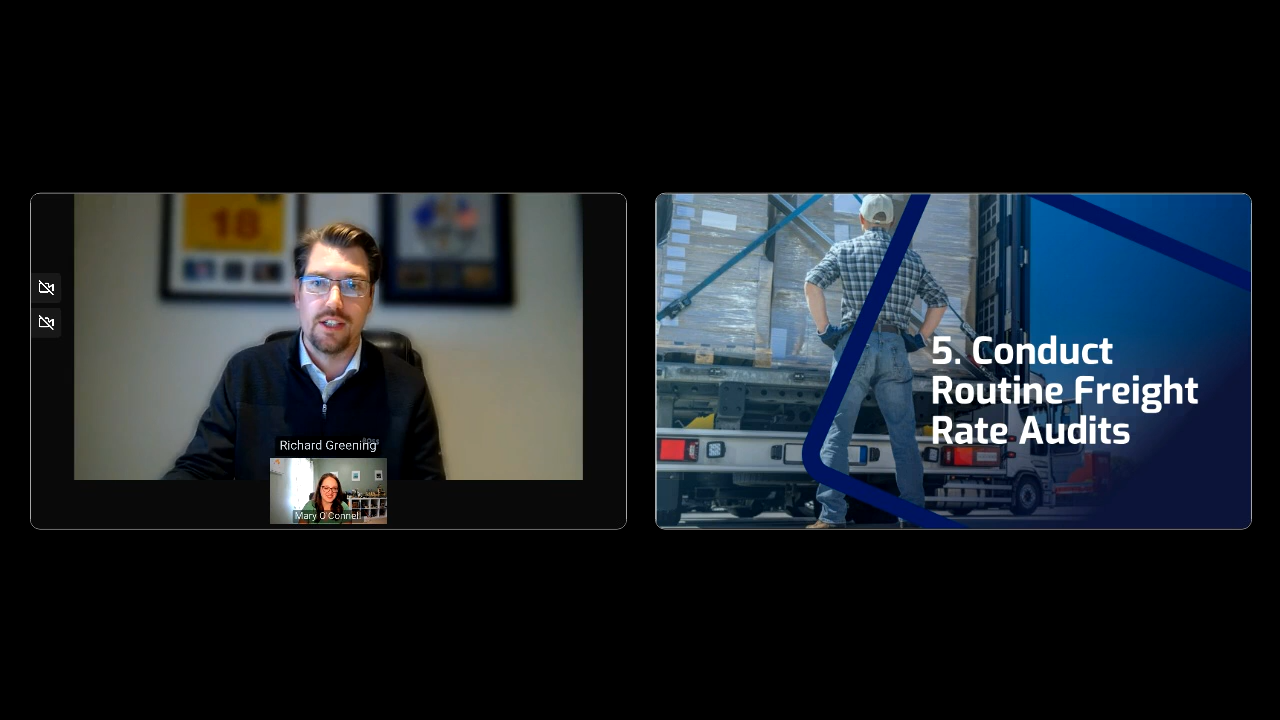 18
Richard Greening
Mary O'Connell
5. Conduct
Routine Freight
Rate Audits